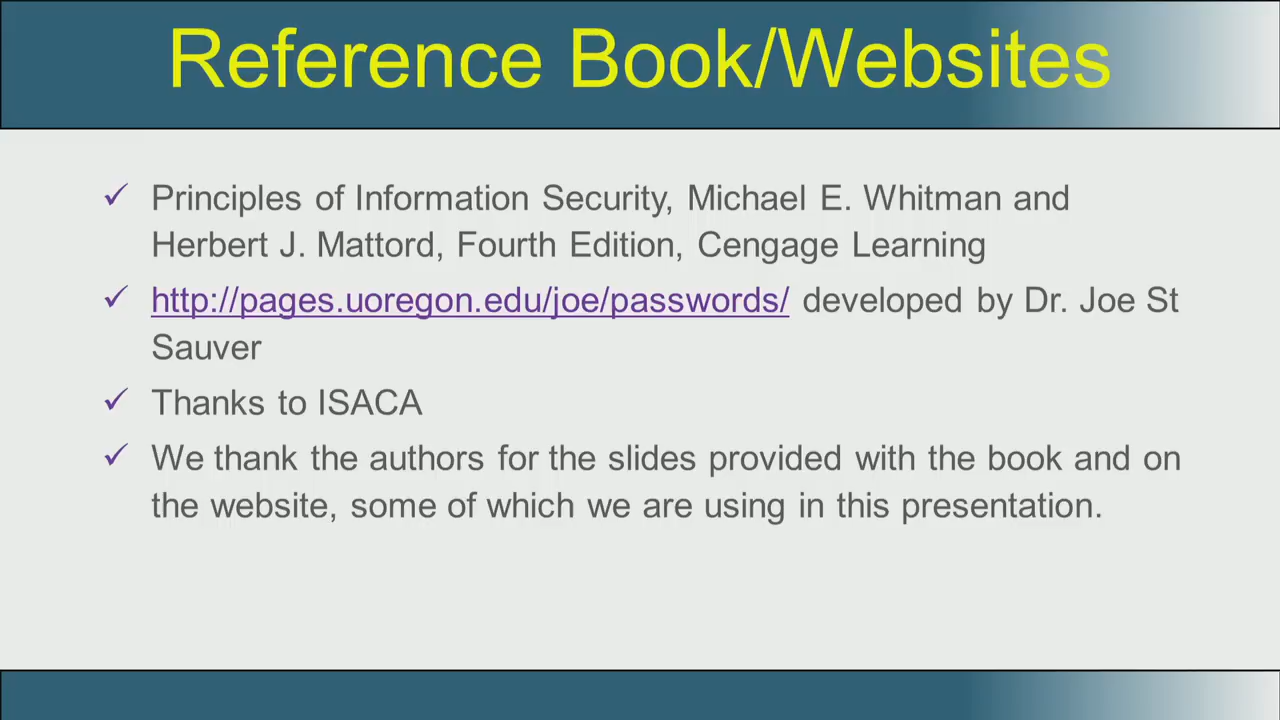 Reference Book/Websites
✓ Principles of Information Security, Michael E. Whitman and
Herbert J. Mattord, Fourth Edition, Cengage Learning
✓ http://pages.uoregon.edu/joe/passwords/ developed by Dr. Joe St
Sauver
✓ Thanks to ISACA
✓ We thank the authors for the slides provided with the book and on
the website, some of which we are using in this presentation.